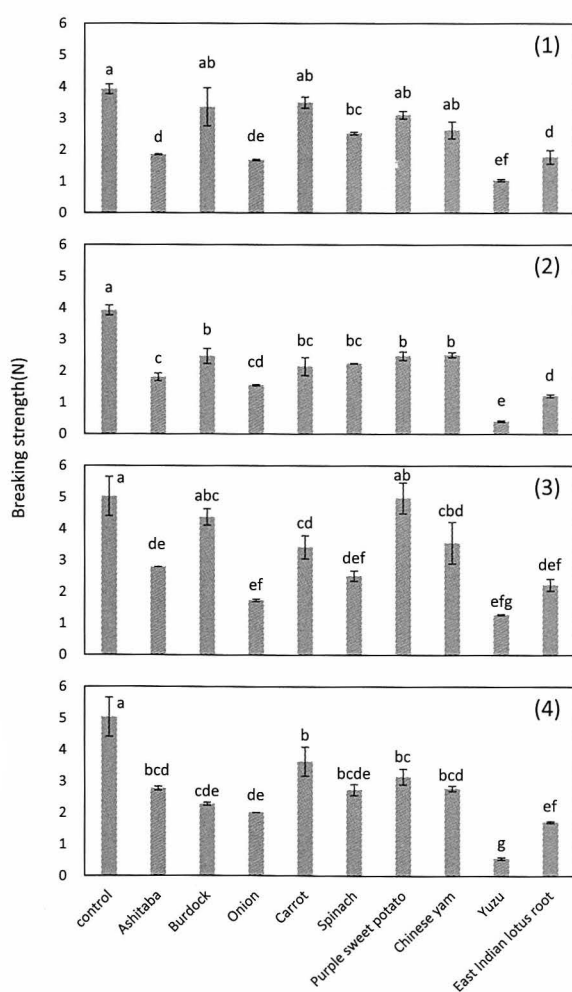 Breaking strength(N)
(1)
6
5
4
3
2
1
0
a
d
ab
de
ab
bc
ab
ab
ef
d
(2)
6
5
4
3
2
1
0
a
c
b
cd
bc
bc
b
b
e
d
(3)
6
5
4
3
2
1
0
a
de
abc
ef
cd
def
ab
cbd
efg
def
(4)
6
5
4
3
2
1
0
a
bcd
cde
de
b
bcde
bc
bcd
g
ef
control
Ashitaba
Burdock
Onion
Carrot
Spinach
Purple sweet potato
Chinese yam
Yuzu
East Indian lotus root